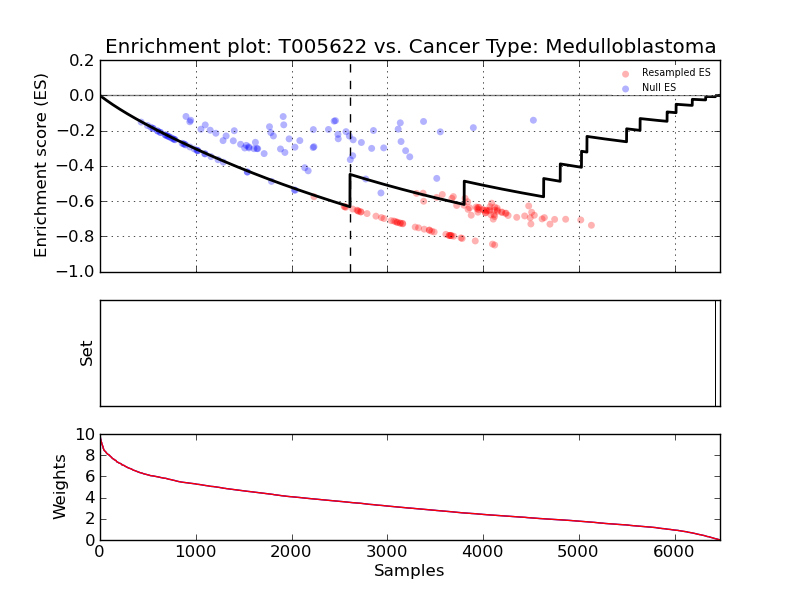 Enrichment plot: T005622 vs. Cancer Type: Medulloblastoma
Enrichment score (ES)
0.2
0.0
−0.2
−0.4
−0.6
−0.8
−1.0
Resampled ES
Null ES
Set
Weights
10
8
6
4
2
0
0 1000 2000 3000 4000 5000 6000
Samples